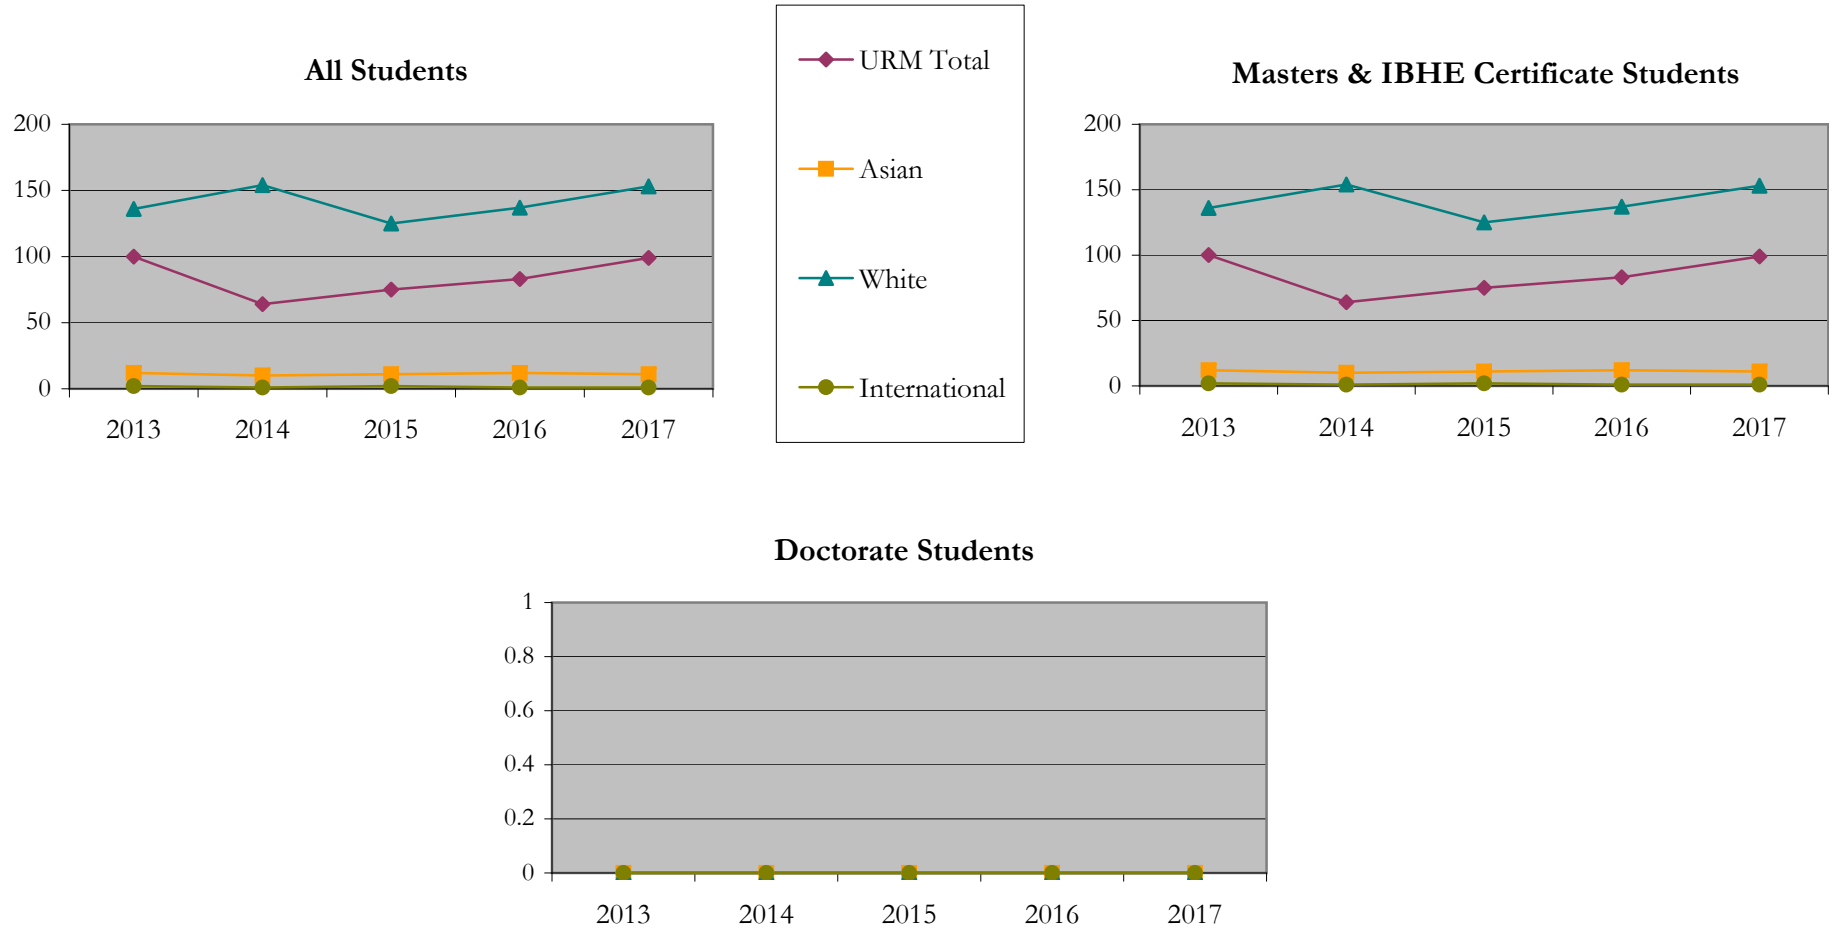 All Students
200
150
100
50
0
2013 2014 2015 2016 2017
URM Total
Asian
White
International
Masters & IBHE Certificate Students
200
150
100
50
0
2013 2014 2015 2016 2017
Doctorate Students
1
0.8
0.6
0.4
0.2
0
2013 2014 2015 2016 2017